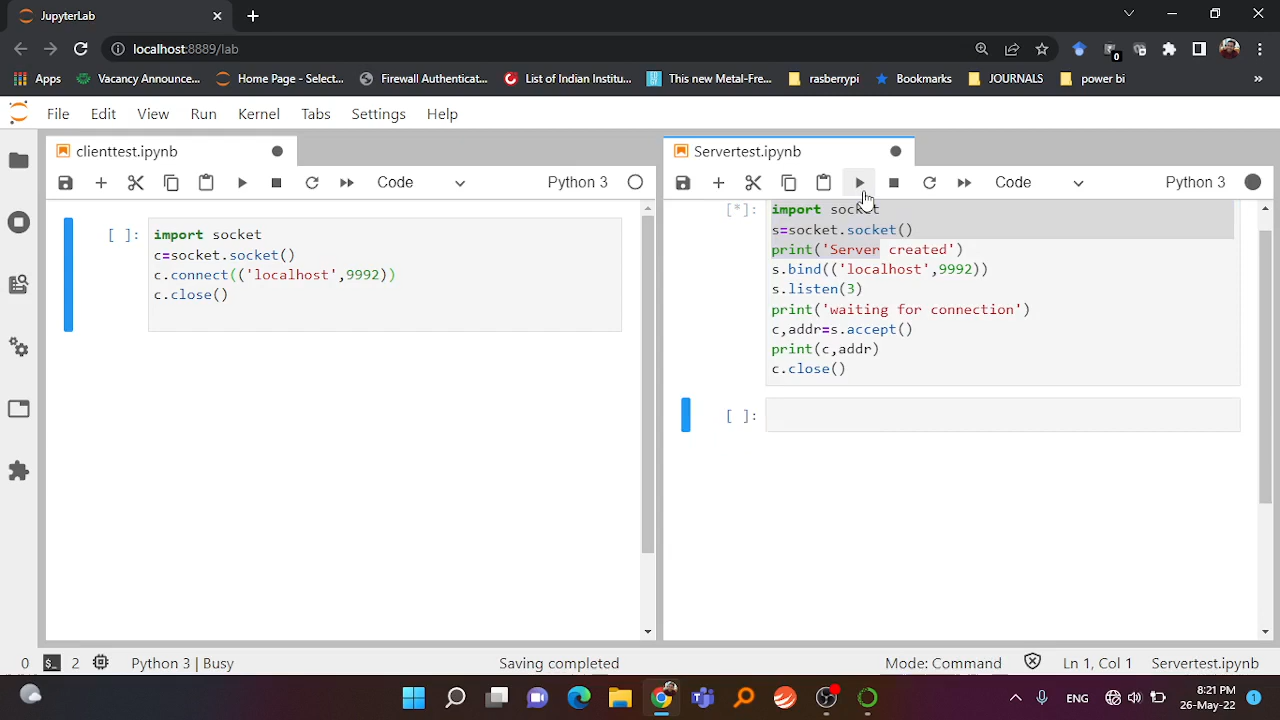 JupyterLab
localhost:8889/lab
Apps Vacancy Announce... Home Page - Select... Firewall Authenticat... List of Indian Institu... This new Metal-Fre... rasberrypi Bookmarks JOURNALS power bi »
0
File Edit View Run Kernel Tabs Settings Help
clienttest.ipynb
Code Python 3
[ ]: import socket
c=socket.socket()
c.connect(('localhost',9992))
c.close()
Servertest.ipynb
Code Python 3
[*]: import socket
s=socket.socket()
print('Server created')
s.bind(('localhost',9992))
s.listen(3)
print('waiting for connection')
c,addr=s.accept()
print(c,addr)
c.close()
[ ]:
0 2 Python 3 | Busy Saving completed Mode: Command Ln 1, Col 1 Servertest.ipynb
ENG 8:21 PM 1
26-May-22